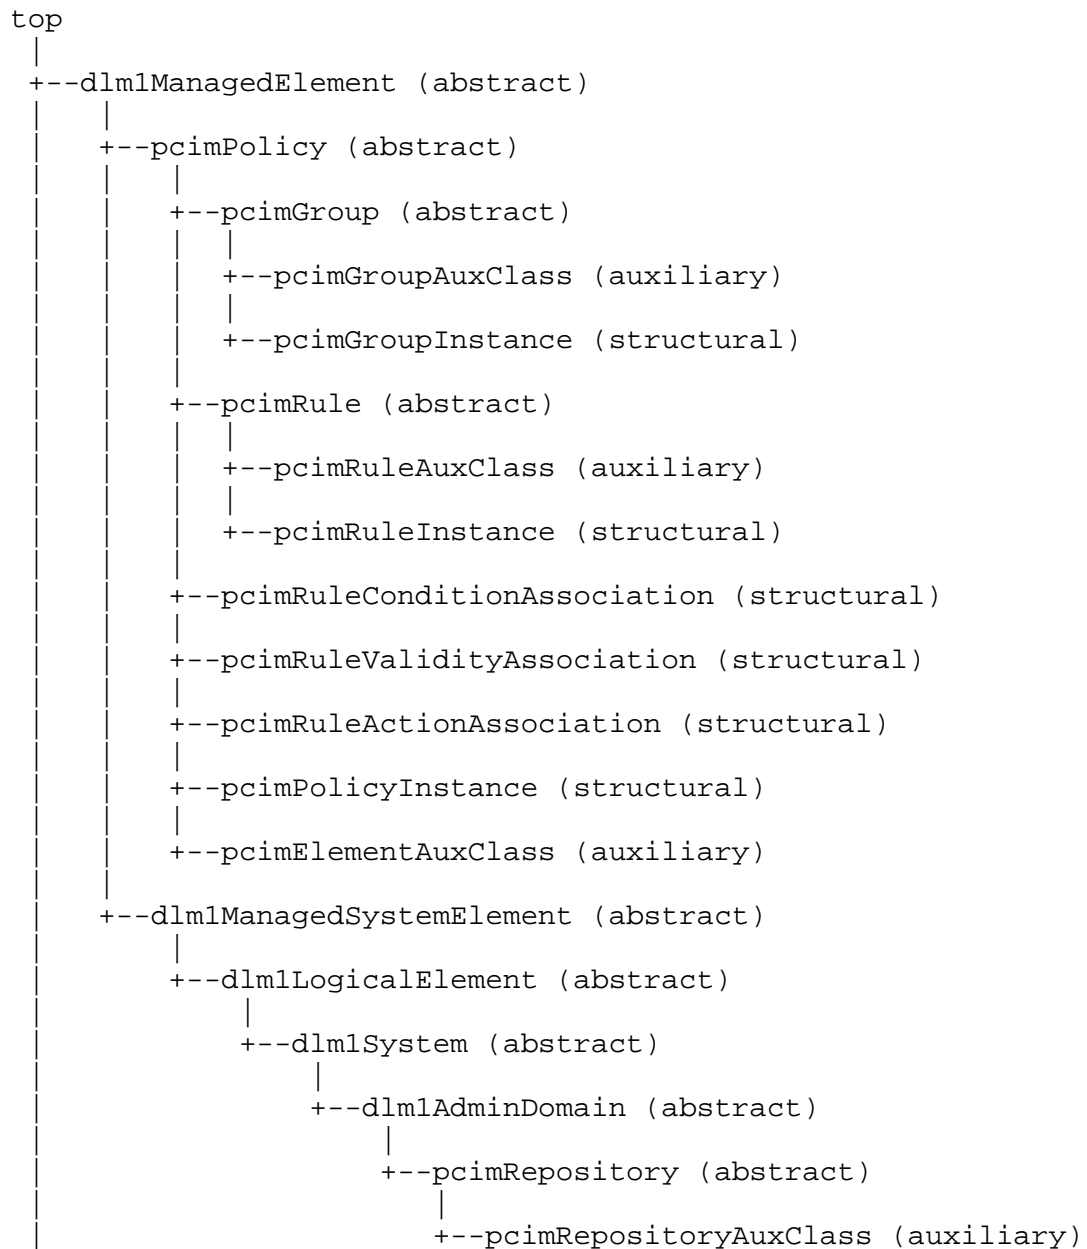 top
|
+--dlm1ManagedElement (abstract)
|   |
|   +--pcimPolicy (abstract)
|   |   |
|   |   +--pcimGroup (abstract)
|   |   |  |
|   |   |  +--pcimGroupAuxClass (auxiliary)
|   |   |  |
|   |   |  +--pcimGroupInstance (structural)
|   |   |
|   |   +--pcimRule (abstract)
|   |   |  |
|   |   |  +--pcimRuleAuxClass (auxiliary)
|   |   |  |
|   |   |  +--pcimRuleInstance (structural)
|   |   |
|   |   +--pcimRuleConditionAssociation (structural)
|   |   |
|   |   +--pcimRuleValidityAssociation (structural)
|   |   |
|   |   +--pcimRuleActionAssociation (structural)
|   |   |
|   |   +--pcimPolicyInstance (structural)
|   |   |
|   |   +--pcimElementAuxClass (auxiliary)
|   |
|   +--dlm1ManagedSystemElement (abstract)
|       |
|       +--dlm1LogicalElement (abstract)
|           |
|           +--dlm1System (abstract)
|               |
|               +--dlm1AdminDomain (abstract)
|                   |
|                   +--pcimRepository (abstract)
|                      |
|                      +--pcimRepositoryAuxClass (auxiliary)